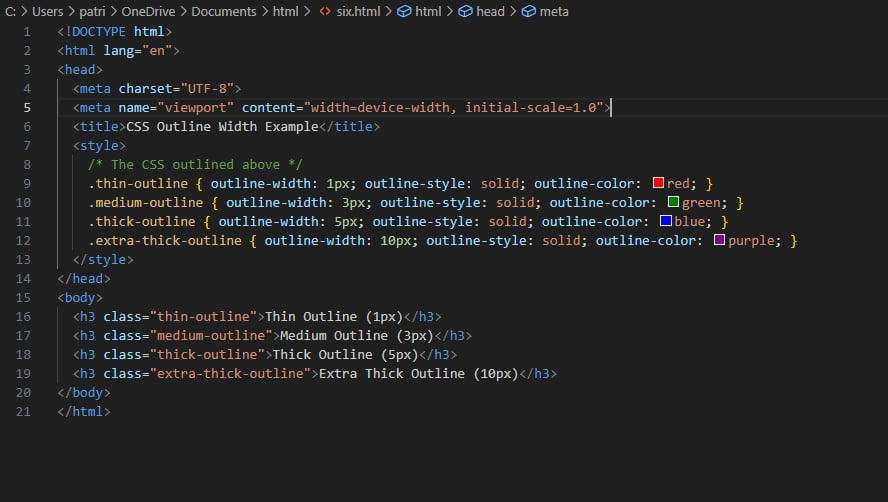 C: > Users > patri > OneDrive > Documents > html > <> six.html > html > head > meta
1 <!DOCTYPE html>
2 <html lang="en">
3 <head>
4 <meta charset="UTF-8">
5 <meta name="viewport" content="width=device-width, initial-scale=1.0">
6 <title>CSS Outline Width Example</title>
7 <style>
8 /* The CSS outlined above */
9 .thin-outline { outline-width: 1px; outline-style: solid; outline-color: red; }
10 .medium-outline { outline-width: 3px; outline-style: solid; outline-color: green; }
11 .thick-outline { outline-width: 5px; outline-style: solid; outline-color: blue; }
12 .extra-thick-outline { outline-width: 10px; outline-style: solid; outline-color: purple; }
13 </style>
14 </head>
15 <body>
16 <h3 class="thin-outline">Thin Outline (1px)</h3>
17 <h3 class="medium-outline">Medium Outline (3px)</h3>
18 <h3 class="thick-outline">Thick Outline (5px)</h3>
19 <h3 class="extra-thick-outline">Extra Thick Outline (10px)</h3>
20 </body>
21 </html>